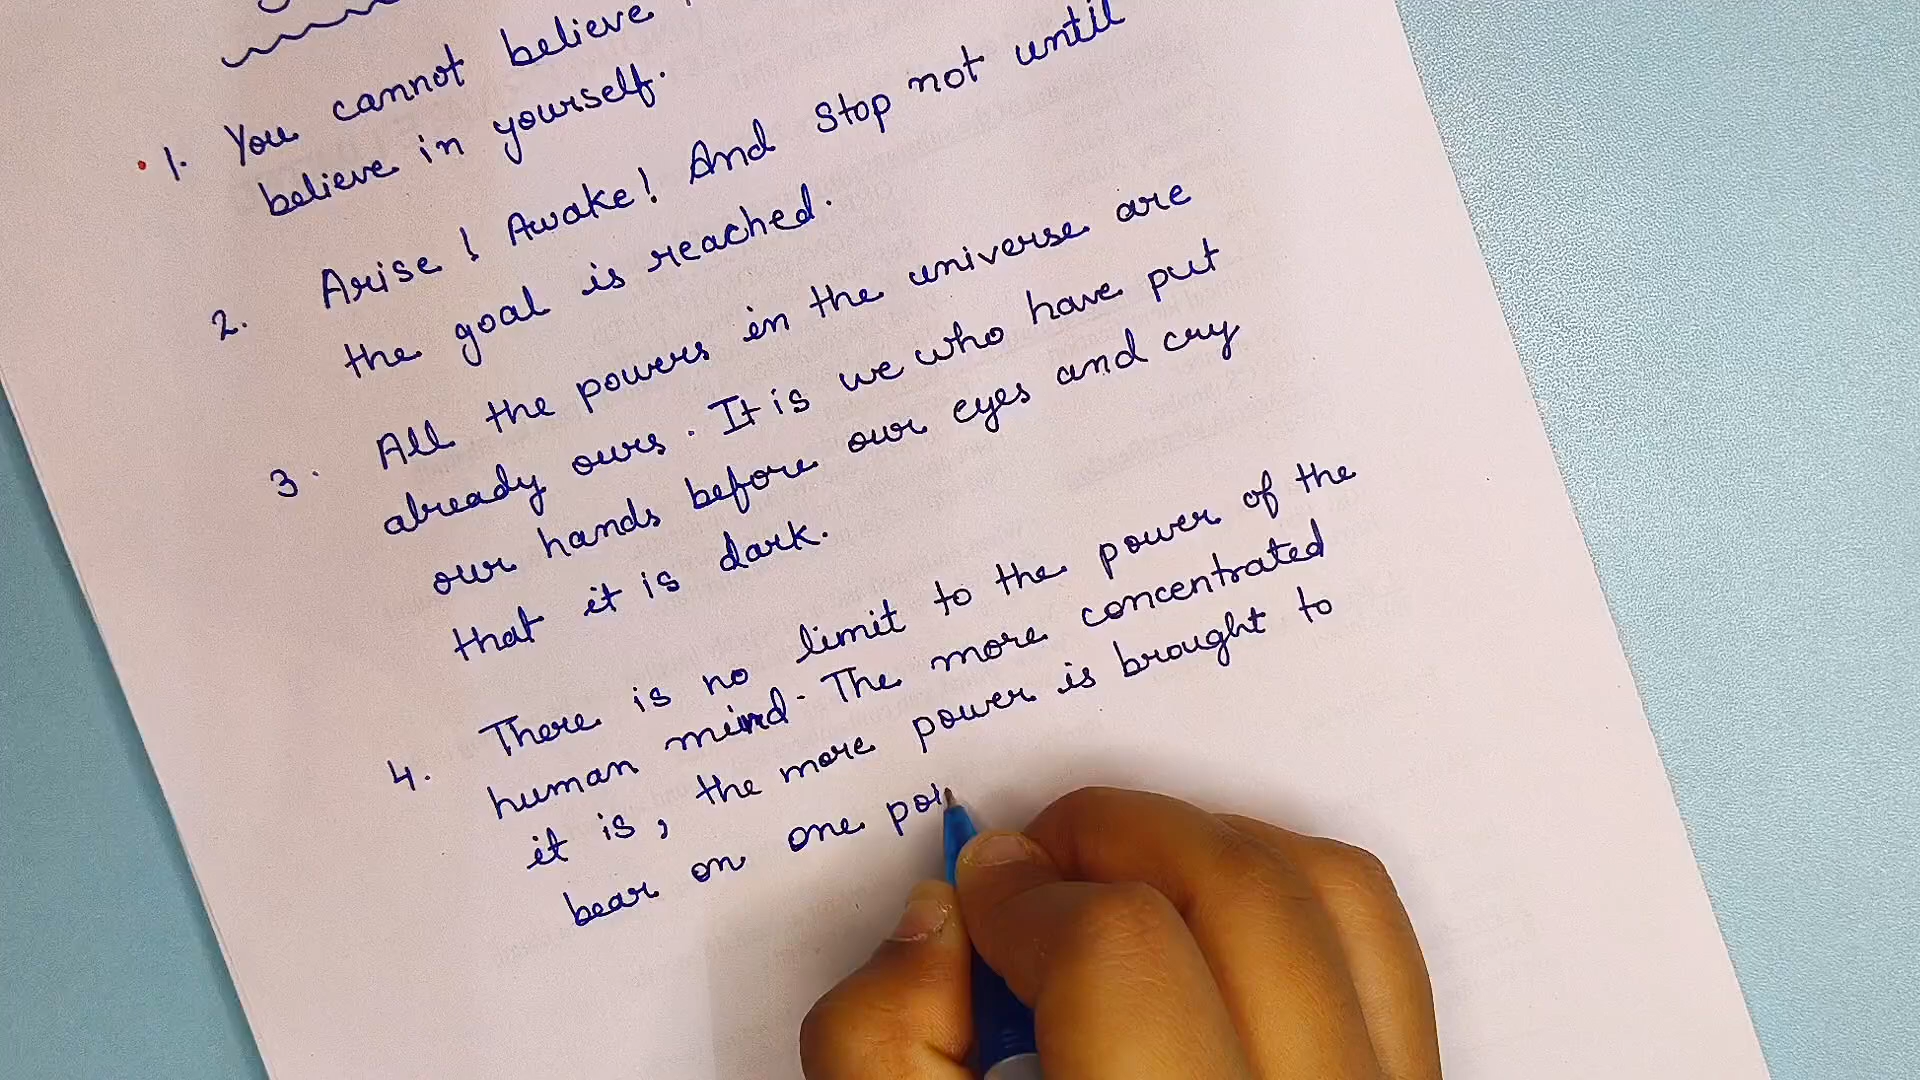 1. You cannot believe
believe in yourself.
2. Arise! Awake! And stop not until
the goal is reached.
3. All the powers in the universe are
already ours. It is we who have put
our hands before our eyes and cry
that it is dark.
4. There is no limit to the power of the
human mind. The more concentrated
it is, the more power is brought to
bear on one poi